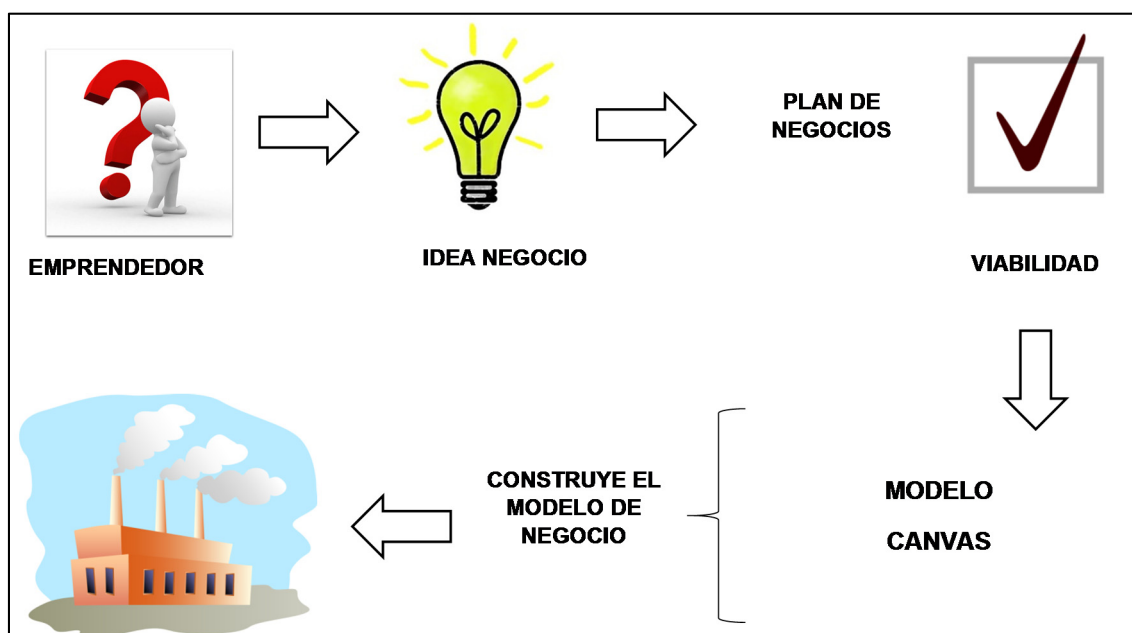 PLAN DE
NEGOCIOS
EMPRENDEDOR
IDEA NEGOCIO
VIABILIDAD
CONSTRUYE EL
MODELO DE
NEGOCIO
MODELO
CANVAS